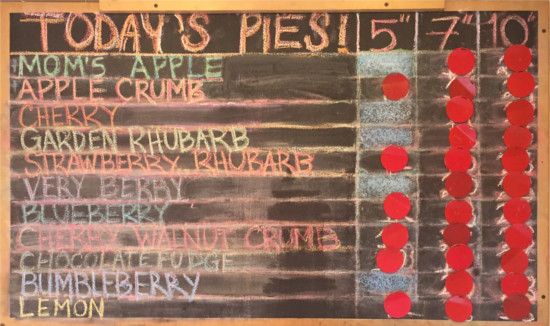 TODAY'S PIES! 5" 7" 10"
MOM'S APPLE
APPLE CRUMB
CHERRY
GARDEN RHUBARB
STRAWBERRY RHUBARB
VERY BERRY
BLUEBERRY
CHERRY WALNUT CRUMB
CHOCOLATE FUDGE
BUMBLEBERRY
LEMON